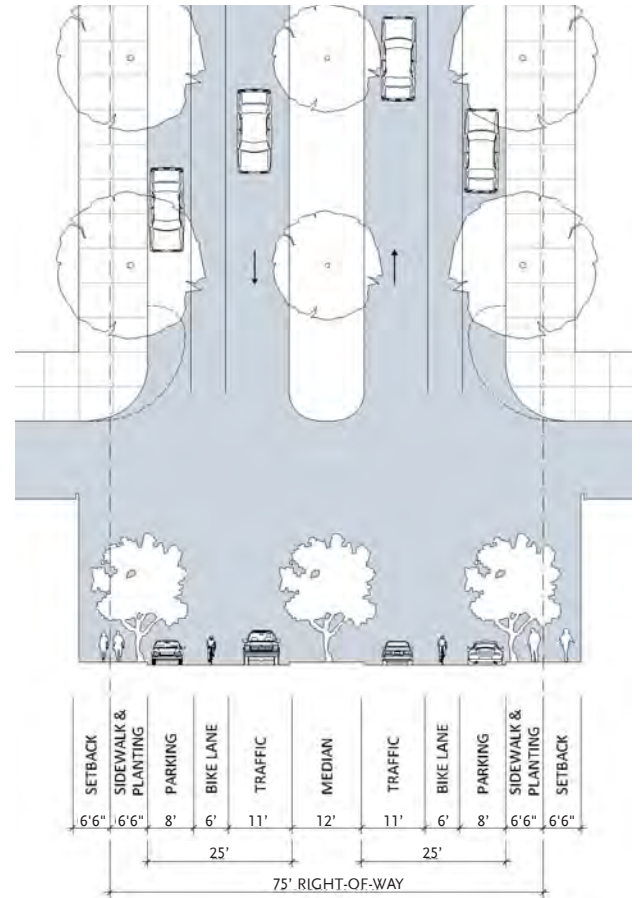 SETBACK
SIDEWALK &
PLANTING
PARKING
BIKE LANE
TRAFFIC
MEDIAN
TRAFFIC
BIKE LANE
PARKING
SIDEWALK &
PLANTING
SETBACK
6'6" 6'6" 8' 6' 11' 12' 11' 6' 8' 6'6" 6'6"
25' 25'
75' RIGHT-OF-WAY